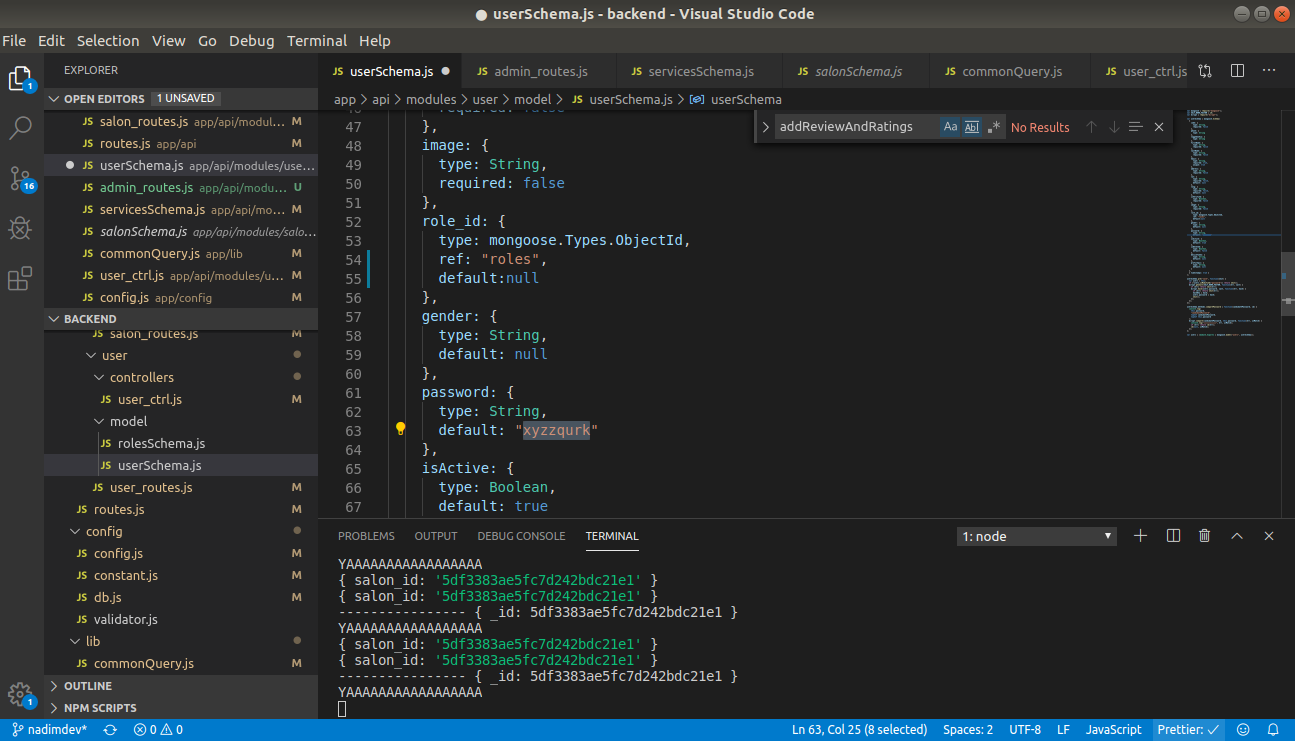 userSchema.js - backend - Visual Studio Code
File Edit Selection View Go Debug Terminal Help
EXPLORER
OPEN EDITORS 1 UNSAVED
JS salon_routes.js app/api/modul... M
JS routes.js app/api M
JS userSchema.js app/api/modules/use...
JS admin_routes.js app/api/modu... U
JS servicesSchema.js app/api/mo... M
JS salonSchema.js app/api/modules/salo...
JS commonQuery.js app/lib M
JS user_ctrl.js app/api/modules/u... M
JS config.js app/config M
BACKEND
JS salon_routes.js M
user
controllers
JS user_ctrl.js M
model
JS rolesSchema.js
JS userSchema.js
JS user_routes.js M
JS routes.js M
config
JS config.js M
JS constant.js M
JS db.js M
JS validator.js
lib
JS commonQuery.js M
OUTLINE
NPM SCRIPTS
1
16
1
JS userSchema.js JS admin_routes.js JS servicesSchema.js JS salonSchema.js JS commonQuery.js JS user_ctrl.js
app > api > modules > user > model > JS userSchema.js > userSchema
addReviewAndRatings Aa Abl .* No Results
46 required: false
47 },
48 image: {
49 type: String,
50 required: false
51 },
52 role_id: {
53 type: mongoose.Types.ObjectId,
54 ref: "roles",
55 default:null
56 },
57 gender: {
58 type: String,
59 default: null
60 },
61 password: {
62 type: String,
63 default: "xyzzqurk"
64 },
65 isActive: {
66 type: Boolean,
67 default: true
PROBLEMS OUTPUT DEBUG CONSOLE TERMINAL 1: node
YAAAAAAAAAAAAAAAAA
{ salon_id: '5df3383ae5fc7d242bdc21e1' }
{ salon_id: '5df3383ae5fc7d242bdc21e1' }
---------------- { _id: 5df3383ae5fc7d242bdc21e1 }
YAAAAAAAAAAAAAAAAA
{ salon_id: '5df3383ae5fc7d242bdc21e1' }
{ salon_id: '5df3383ae5fc7d242bdc21e1' }
---------------- { _id: 5df3383ae5fc7d242bdc21e1 }
YAAAAAAAAAAAAAAAAA
nadimdev* 0 0 Ln 63, Col 25 (8 selected) Spaces: 2 UTF-8 LF JavaScript Prettier: ✓